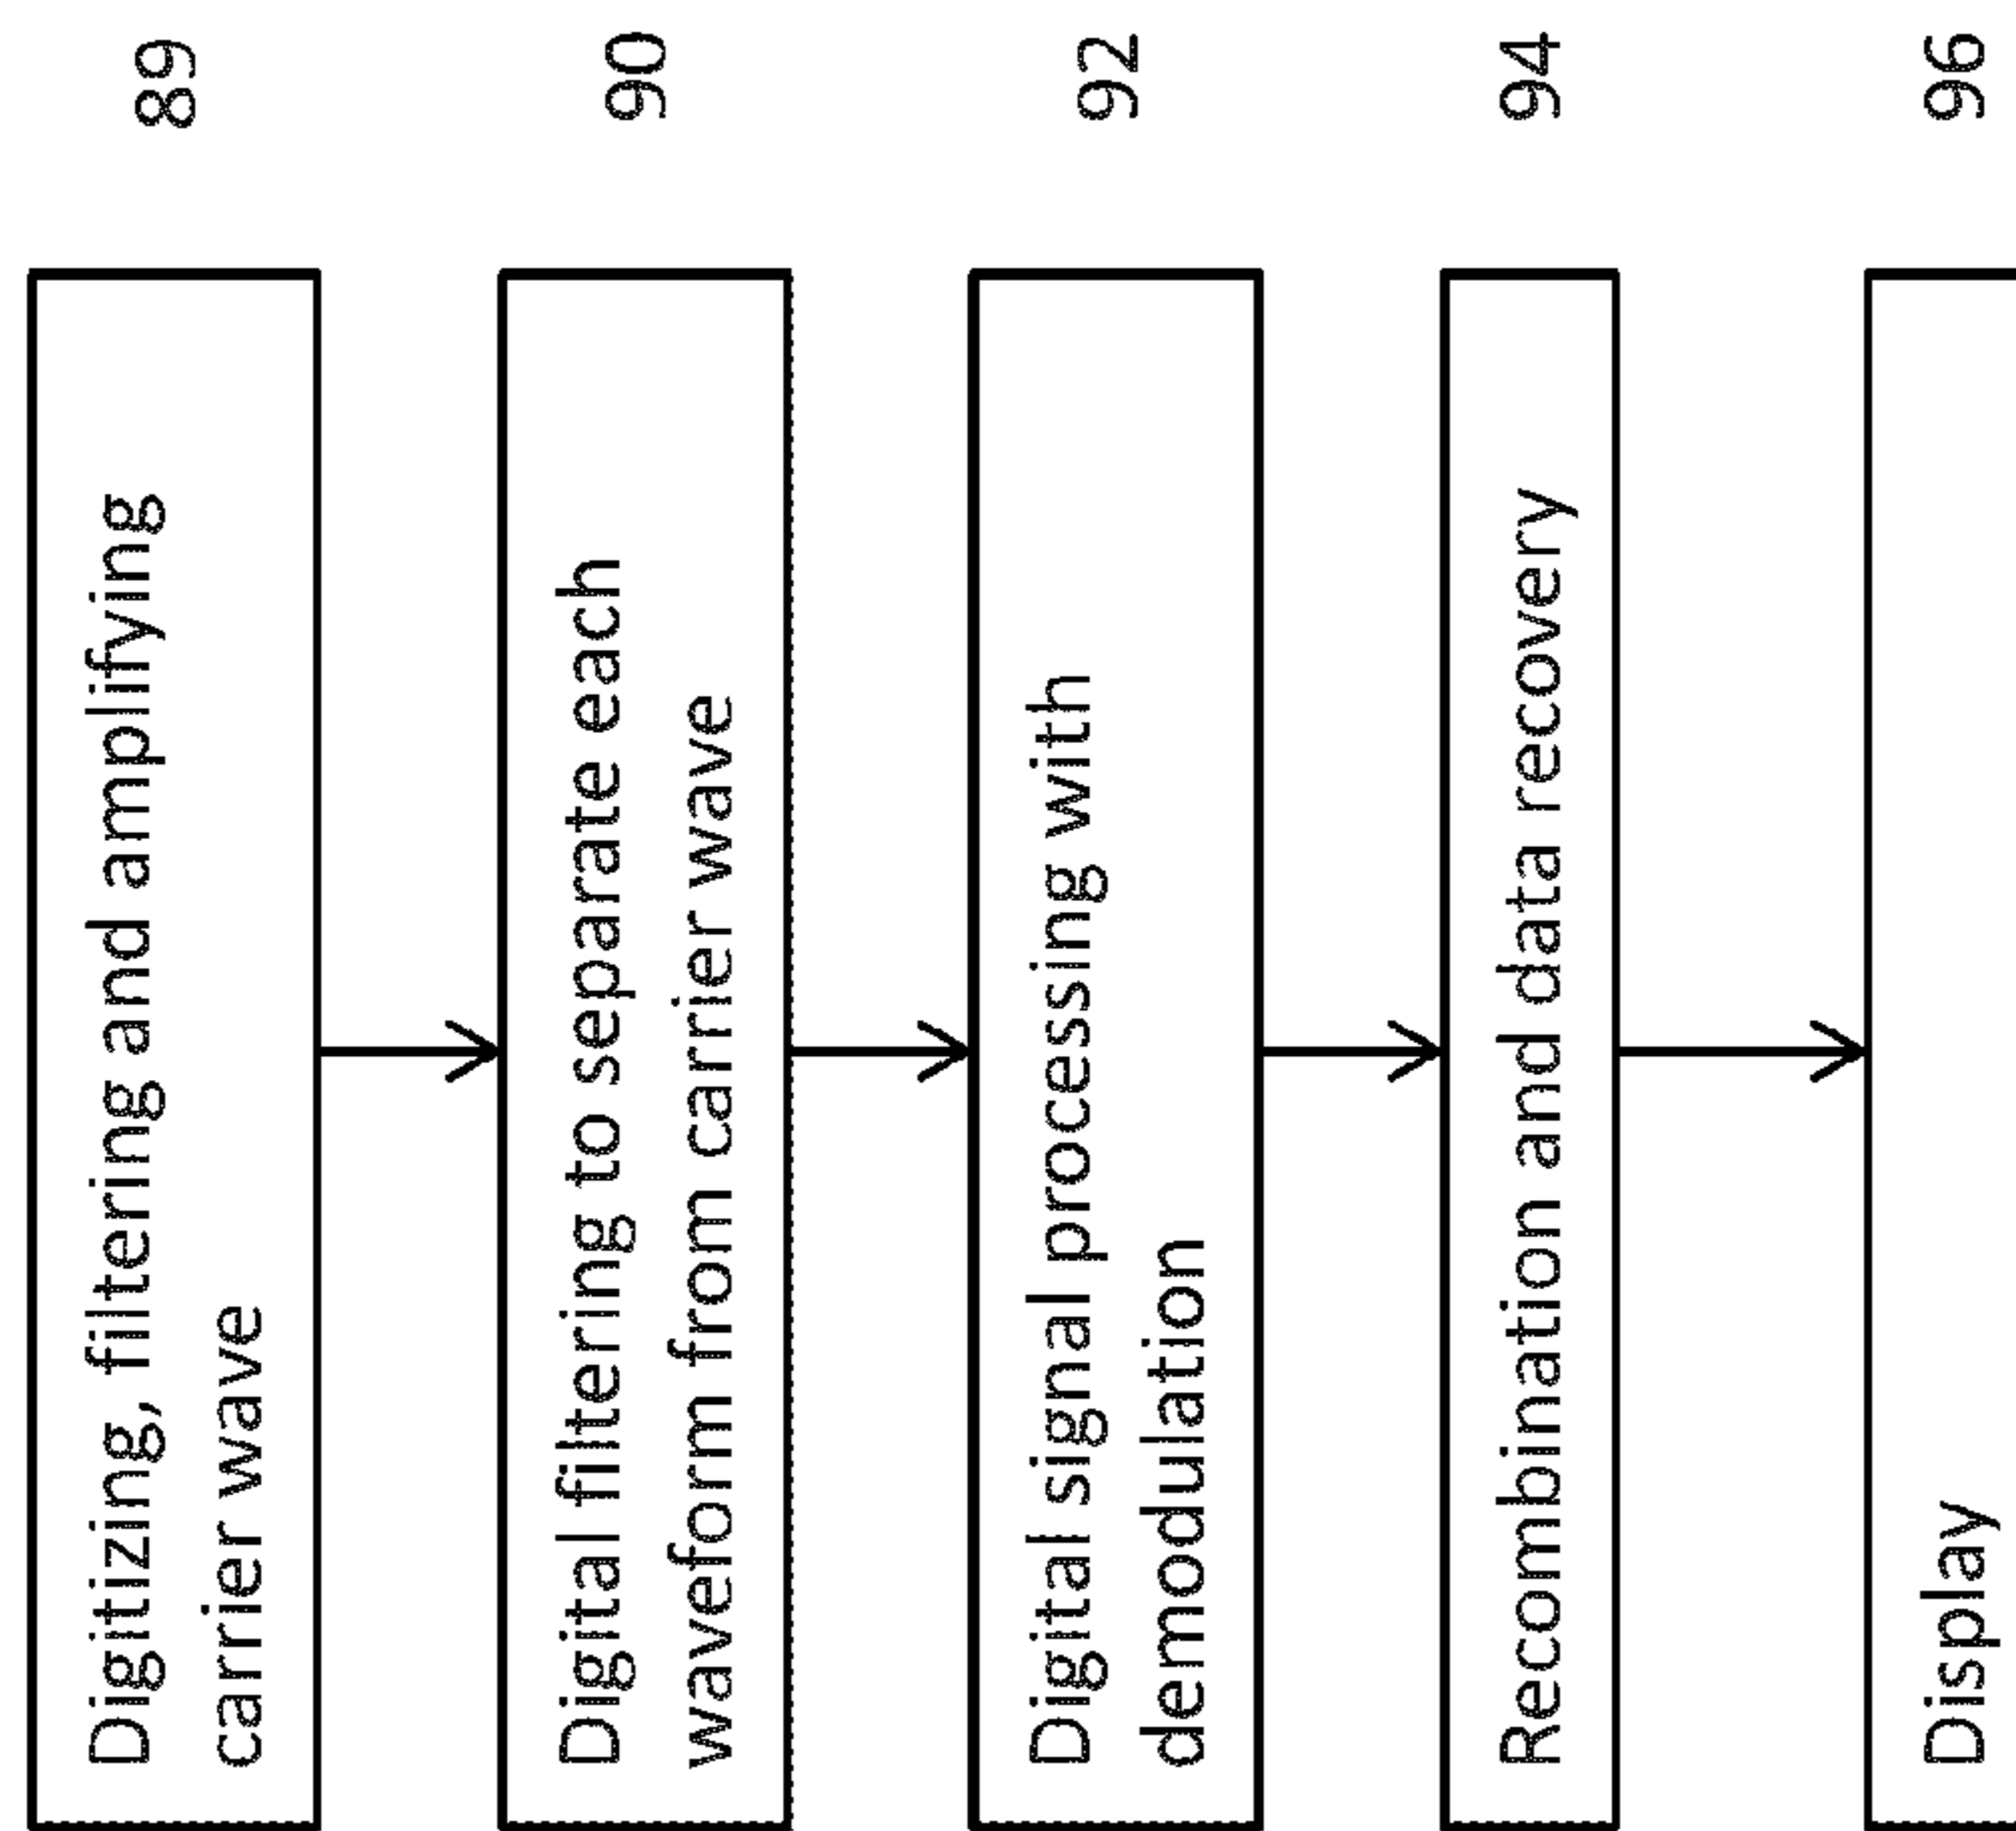 Digitizing, filtering and amplifying
carrier wave
89
Digital filtering to separate each
waveform from carrier wave
90
Digital signal processing with
demodulation
92
Recombination and data recovery
94
Display
96